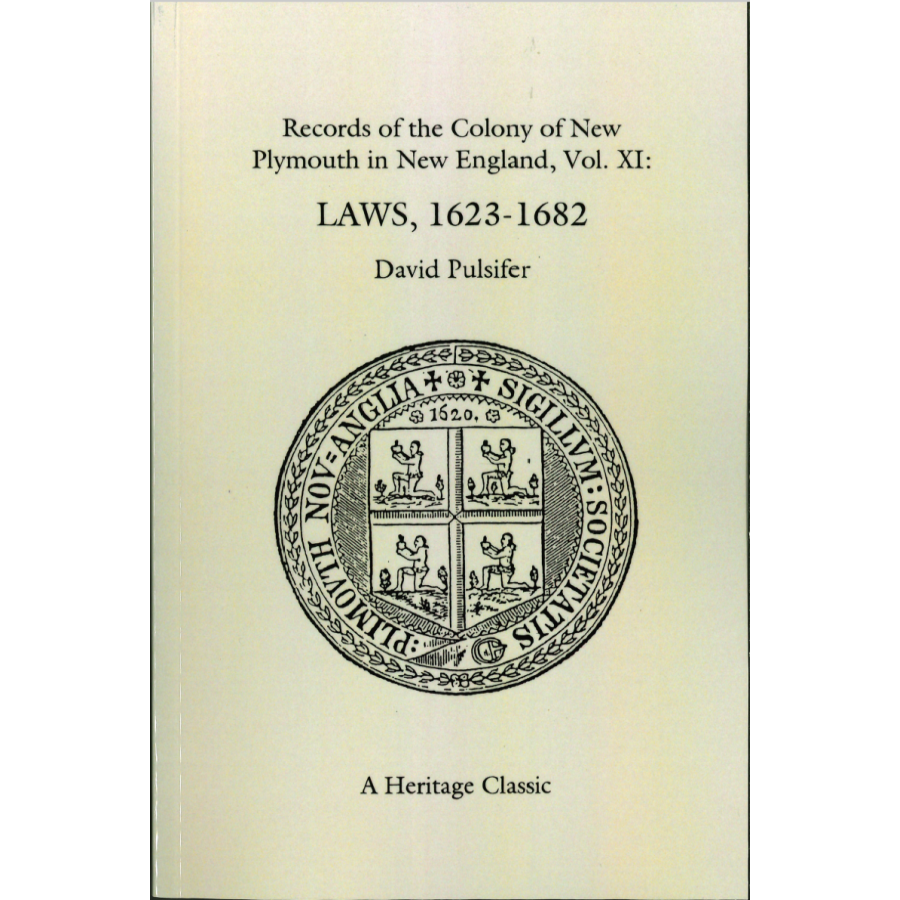 Records of the Colony of New
Plymouth in New England, Vol. XI:
LAWS, 1623-1682
David Pulsifer
SIGILLVM:SOCIETATIS
:PLIMOVTH NOV=ANGLIA
1620.
A Heritage Classic